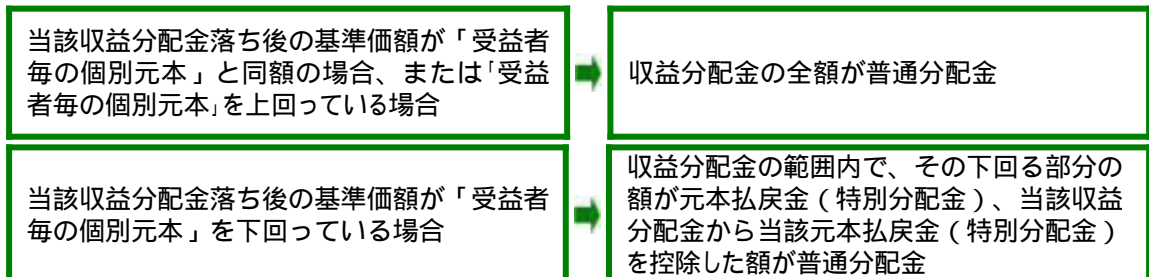 当該収益分配金落ち後の基準価額が「受益者
毎の個別元本」と同額の場合、または「受益
者毎の個別元本」を上回っている場合
収益分配金の全額が普通分配金
当該収益分配金落ち後の基準価額が「受益者
毎の個別元本」を下回っている場合
収益分配金の範囲内で、その下回る部分の
額が元本払戻金(特別分配金)、当該収益
分配金から当該元本払戻金(特別分配金)
を控除した額が普通分配金